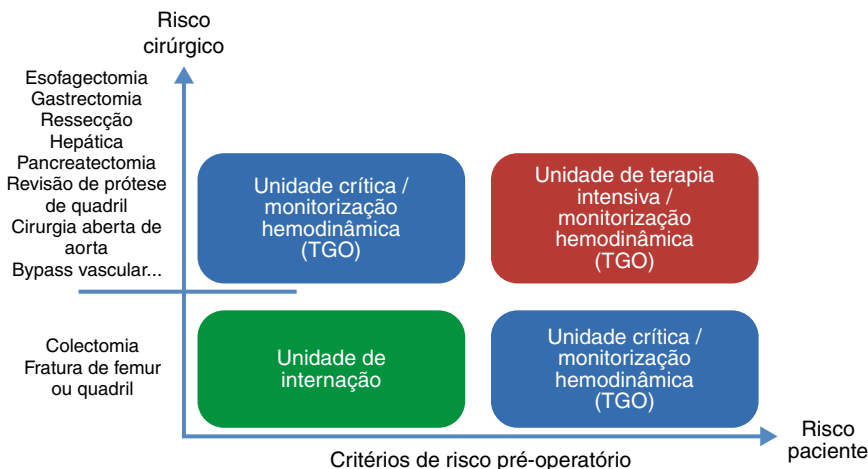 Risco
cirúrgico
Esofagectomia
Gastrectomia
Ressecção
Hepática
Pancreatectomia
Revisão de prótese
de quadril
Cirurgia aberta de
aorta
Bypass vascular...
Unidade crítica /
monitorização
hemodinâmica
(TGO)
Unidade de terapia
intensiva /
monitorização
hemodinâmica
(TGO)
Colectomia
Fratura de femur
ou quadril
Unidade de
internação
Unidade crítica /
monitorização
hemodinâmica
(TGO)
Critérios de risco pré-operatório
Risco
paciente